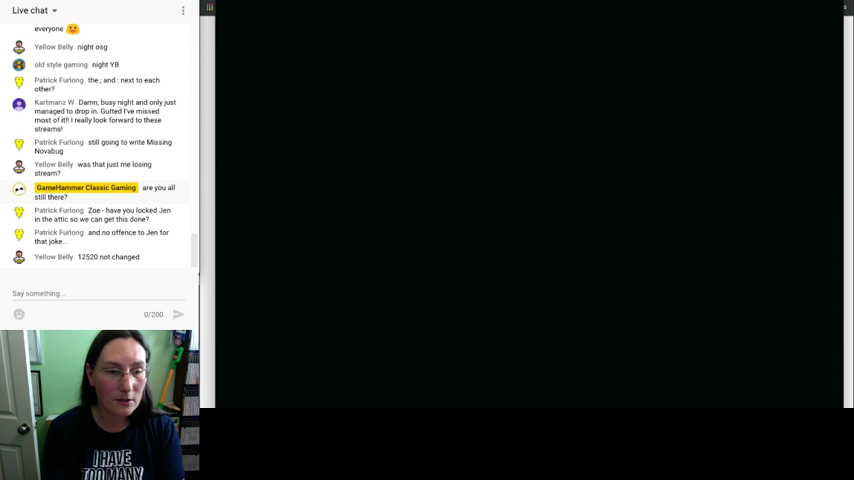 Live chat
everyone
Yellow Belly night osg
old style gaming night YB
Patrick Furlong the ; and : next to each
other?
Kartmanz W Damn, busy night and only just
managed to drop in. Gutted I've missed
most of it!! I really look forward to these
streams!
Patrick Furlong still going to write Missing
Novabug
Yellow Belly was that just me losing
stream?
GameHammer Classic Gaming are you all
still there?
Patrick Furlong Zoe - have you locked Jen
in the attic so we can get this done?
Patrick Furlong and no offence to Jen for
that joke...
Yellow Belly 12520 not changed
Say something...
0/200
I HAVE
TOO MANY